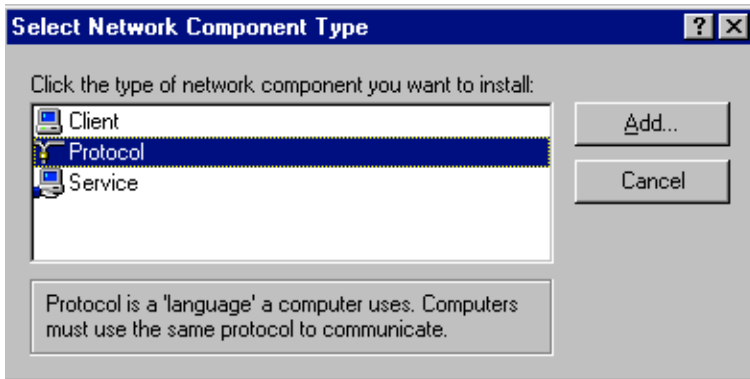 Select Network Component Type
Click the type of network component you want to install:
Client
Add...
Protocol
Service
Cancel
Protocol is a 'language' a computer uses. Computers
must use the same protocol to communicate.